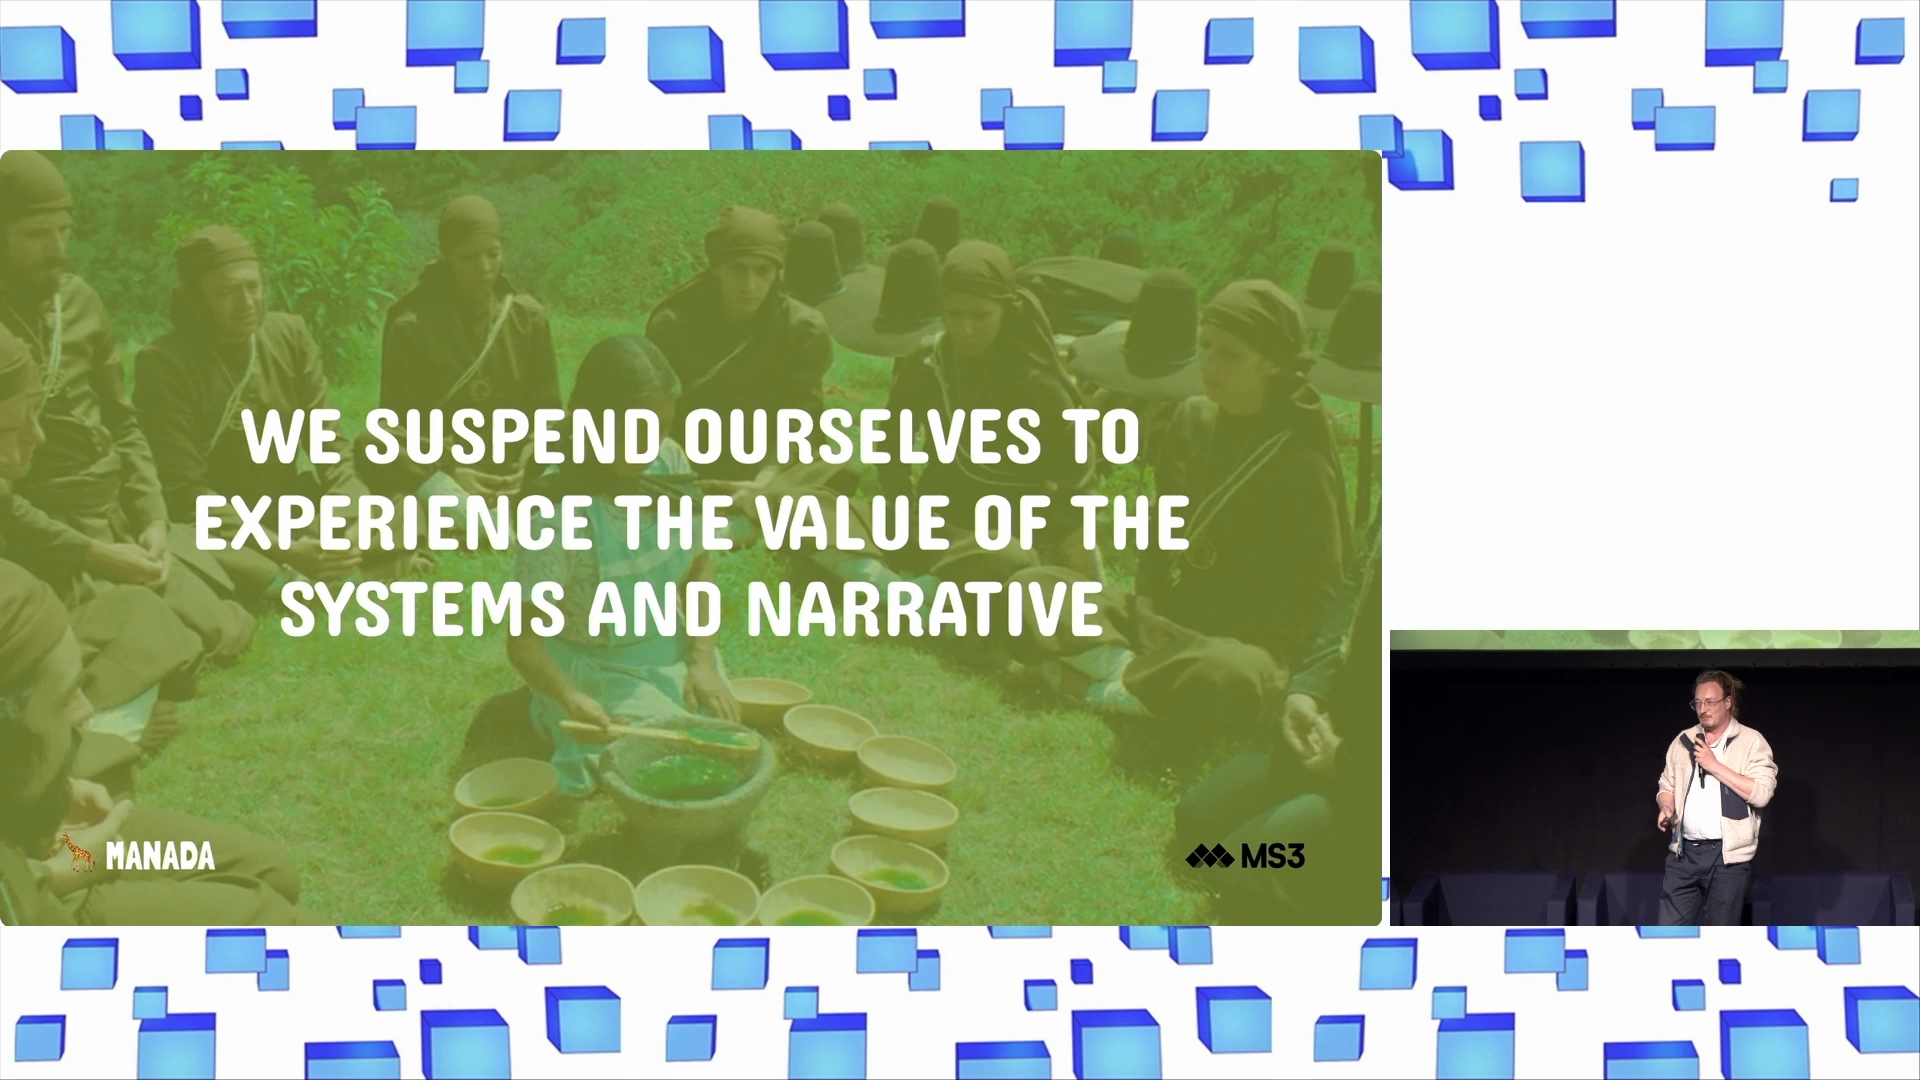 WE SUSPEND OURSELVES TO
EXPERIENCE THE VALUE OF THE
SYSTEMS AND NARRATIVE
MANADA
MS3